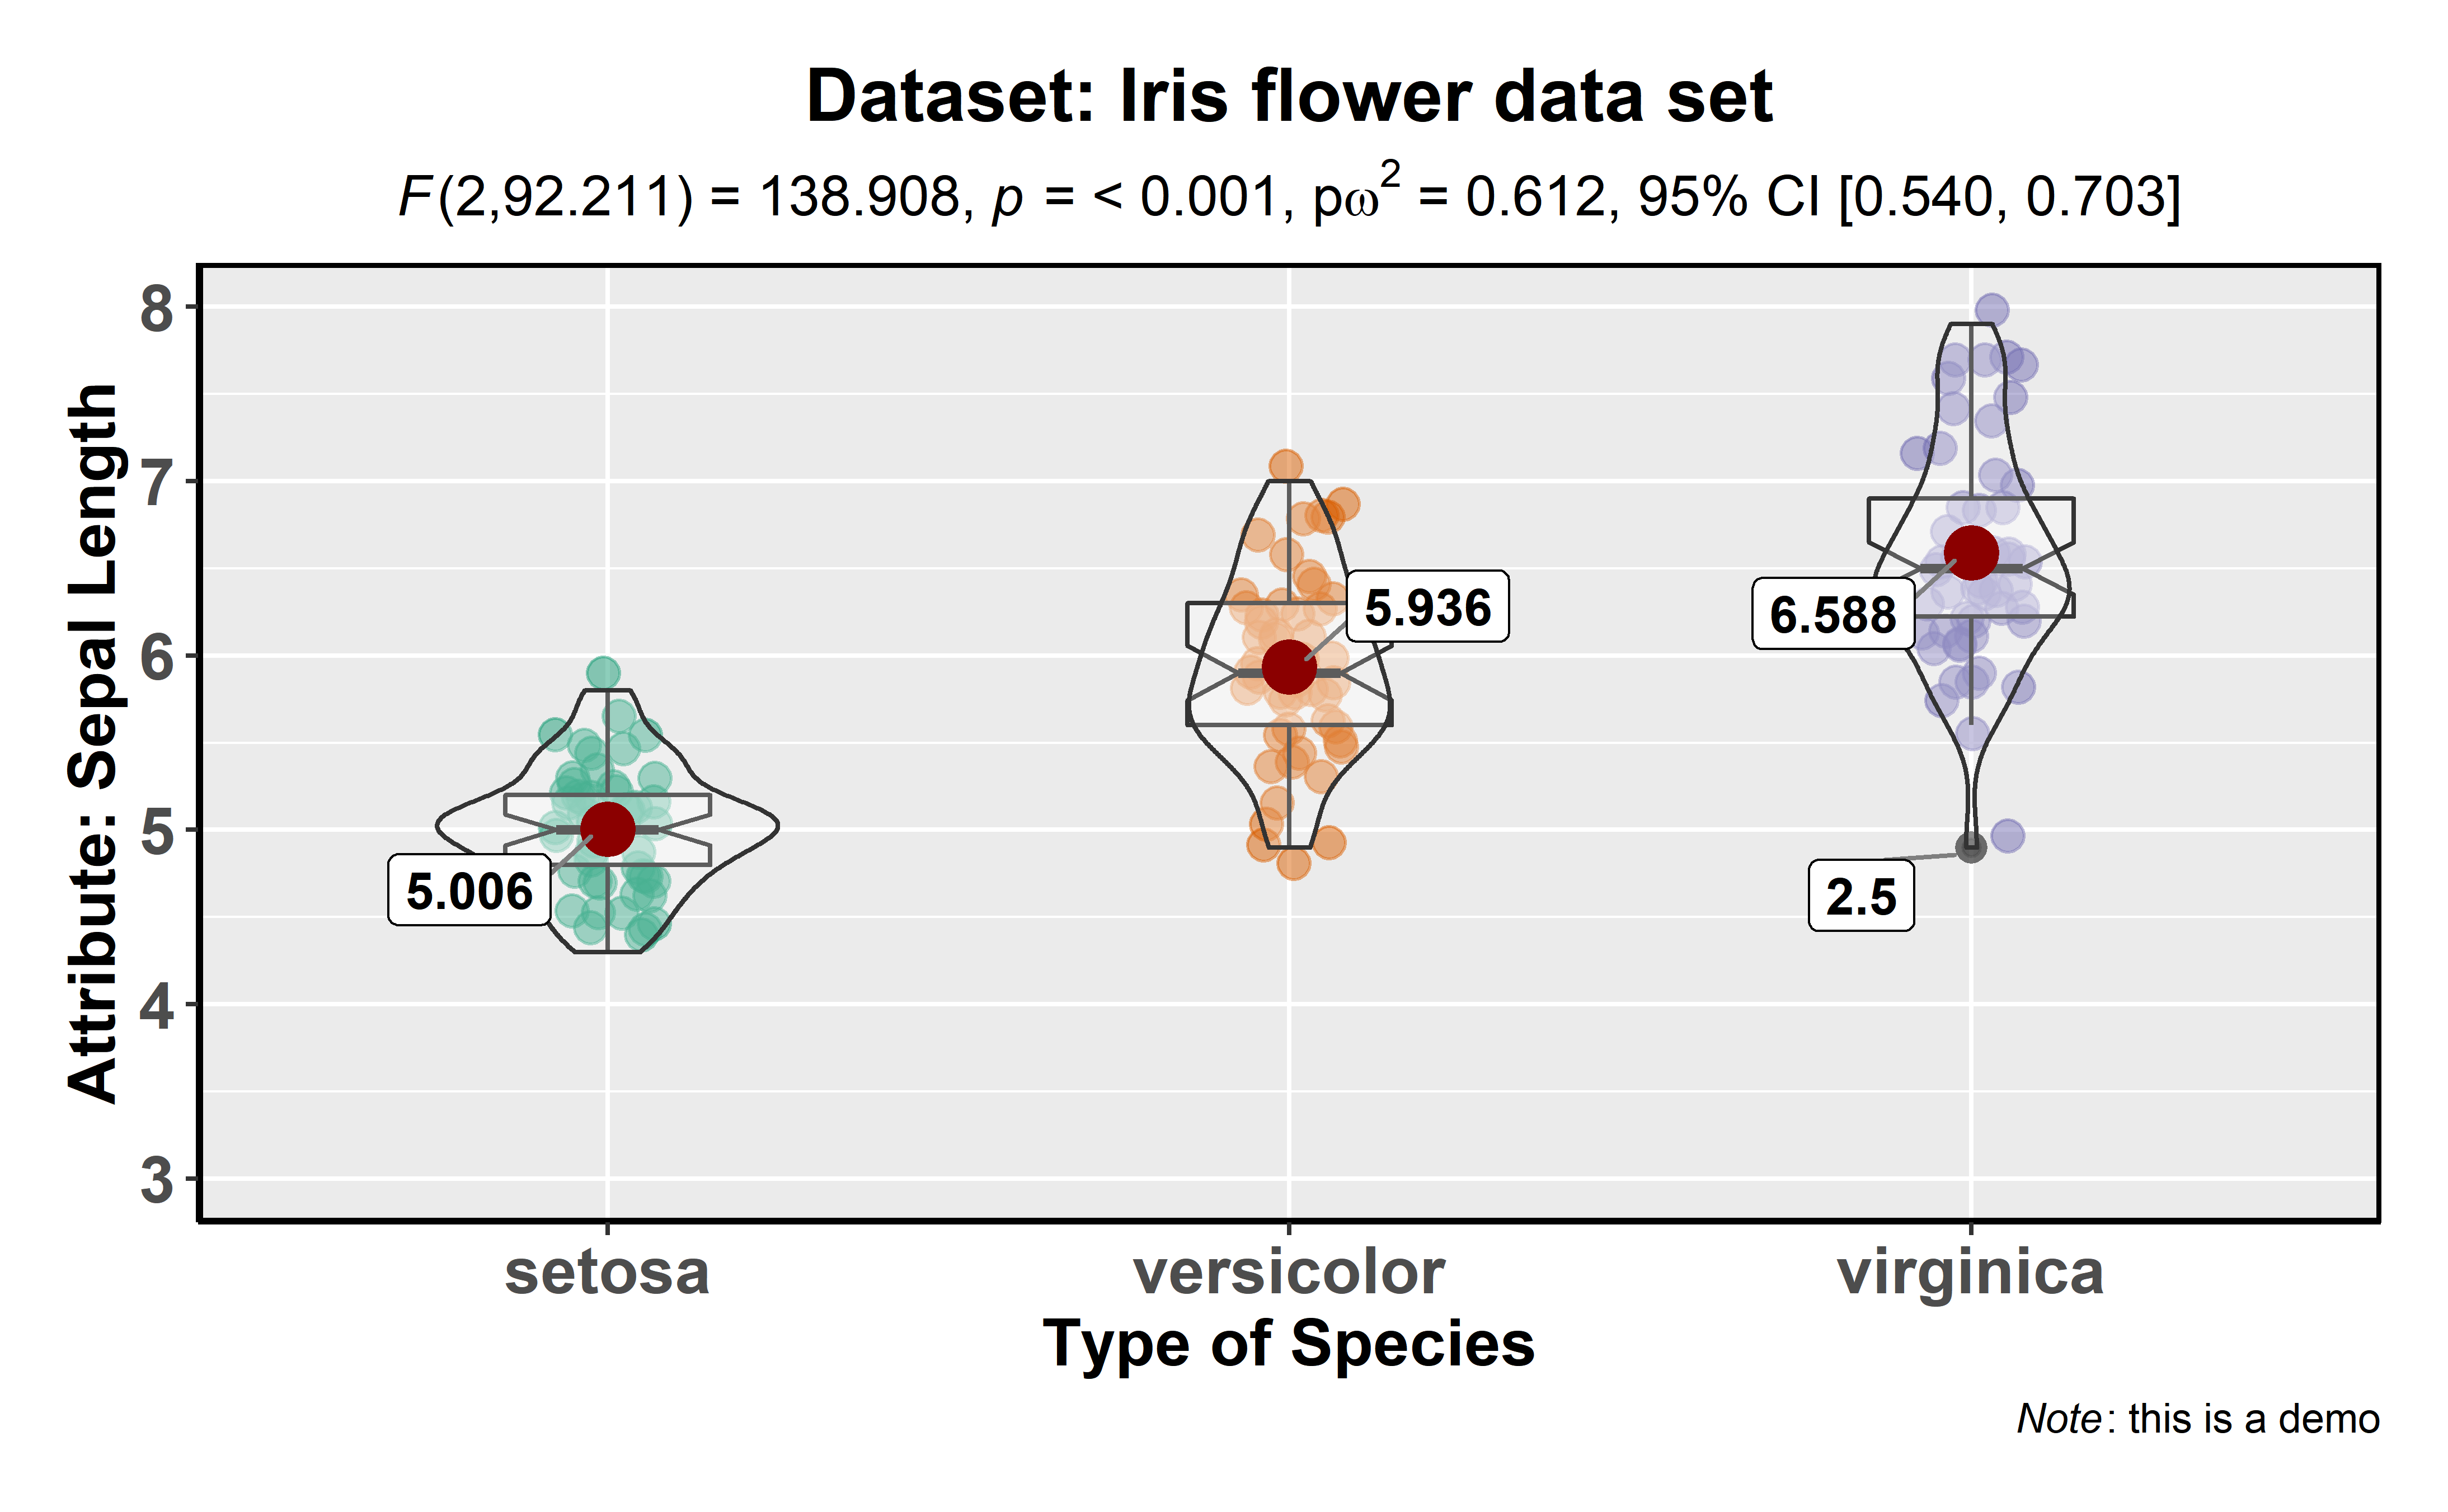 Dataset: Iris flower data set
F(2,92.211) = 138.908, p = < 0.001, pω² = 0.612, 95% CI [0.540, 0.703]
Attribute: Sepal Length
8
7
6
5
4
3
5.936
6.588
5.006
2.5
setosa
versicolor
virginica
Type of Species
Note: this is a demo